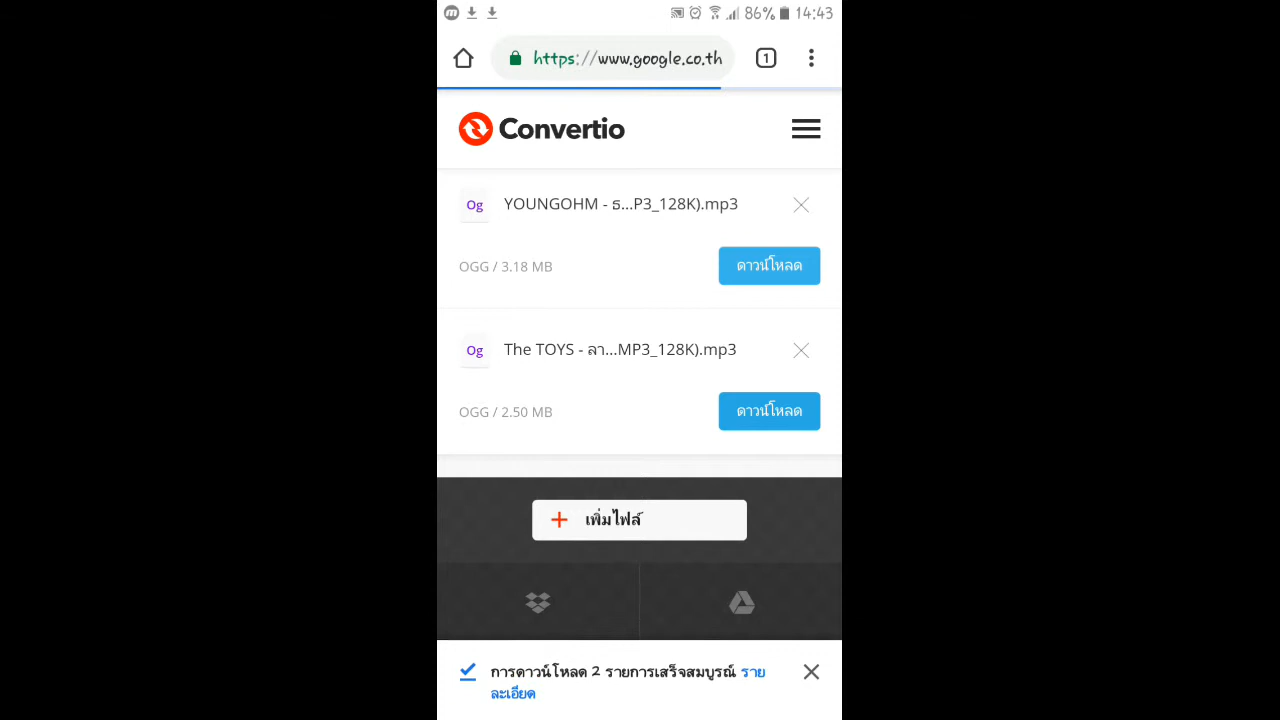 86% 14:43
https://www.google.co.th 1
Convertio
Og YOUNGOHM - ธ...P3_128K).mp3
OGG / 3.18 MB ดาวน์โหลด
Og The TOYS - ลา...MP3_128K).mp3
OGG / 2.50 MB ดาวน์โหลด
เพิ่มไฟล์
การดาวน์โหลด 2 รายการเสร็จสมบูรณ์ ราย
ละเอียด